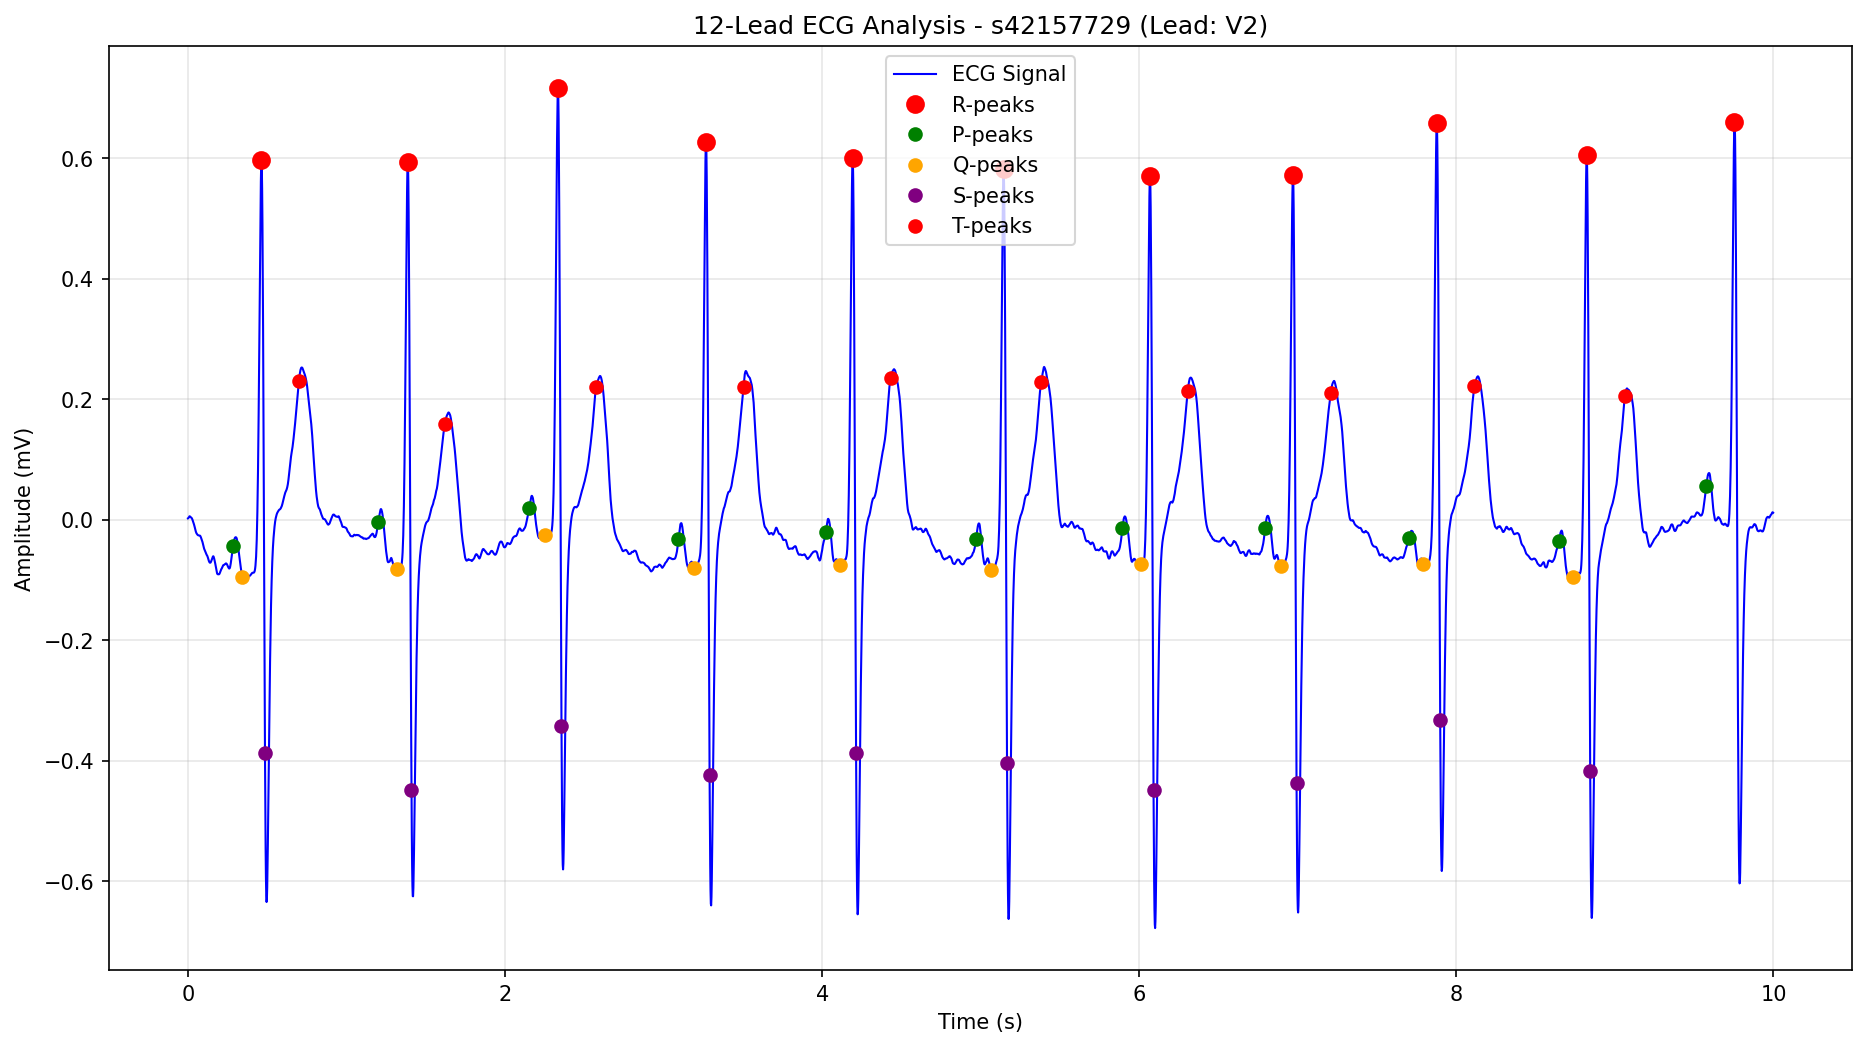 12-Lead ECG Analysis - s42157729 (Lead: V2)
ECG Signal
R-peaks
P-peaks
Q-peaks
S-peaks
T-peaks
Amplitude (mV)
0.6
0.4
0.2
0.0
−0.2
−0.4
−0.6
0 2 4 6 8 10
Time (s)